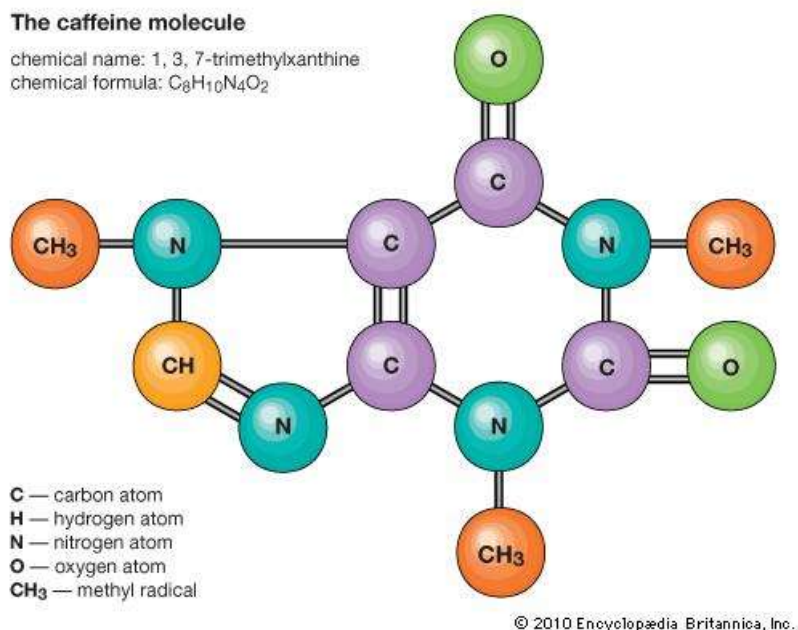 The caffeine molecule
chemical name: 1, 3, 7-trimethylxanthine
chemical formula: C₈H₁₀N₄O₂
O
C
CH₃ N C N CH₃
CH C C O
N N
CH₃
C — carbon atom
H — hydrogen atom
N — nitrogen atom
O — oxygen atom
CH₃ — methyl radical
© 2010 Encyclopædia Britannica, Inc.